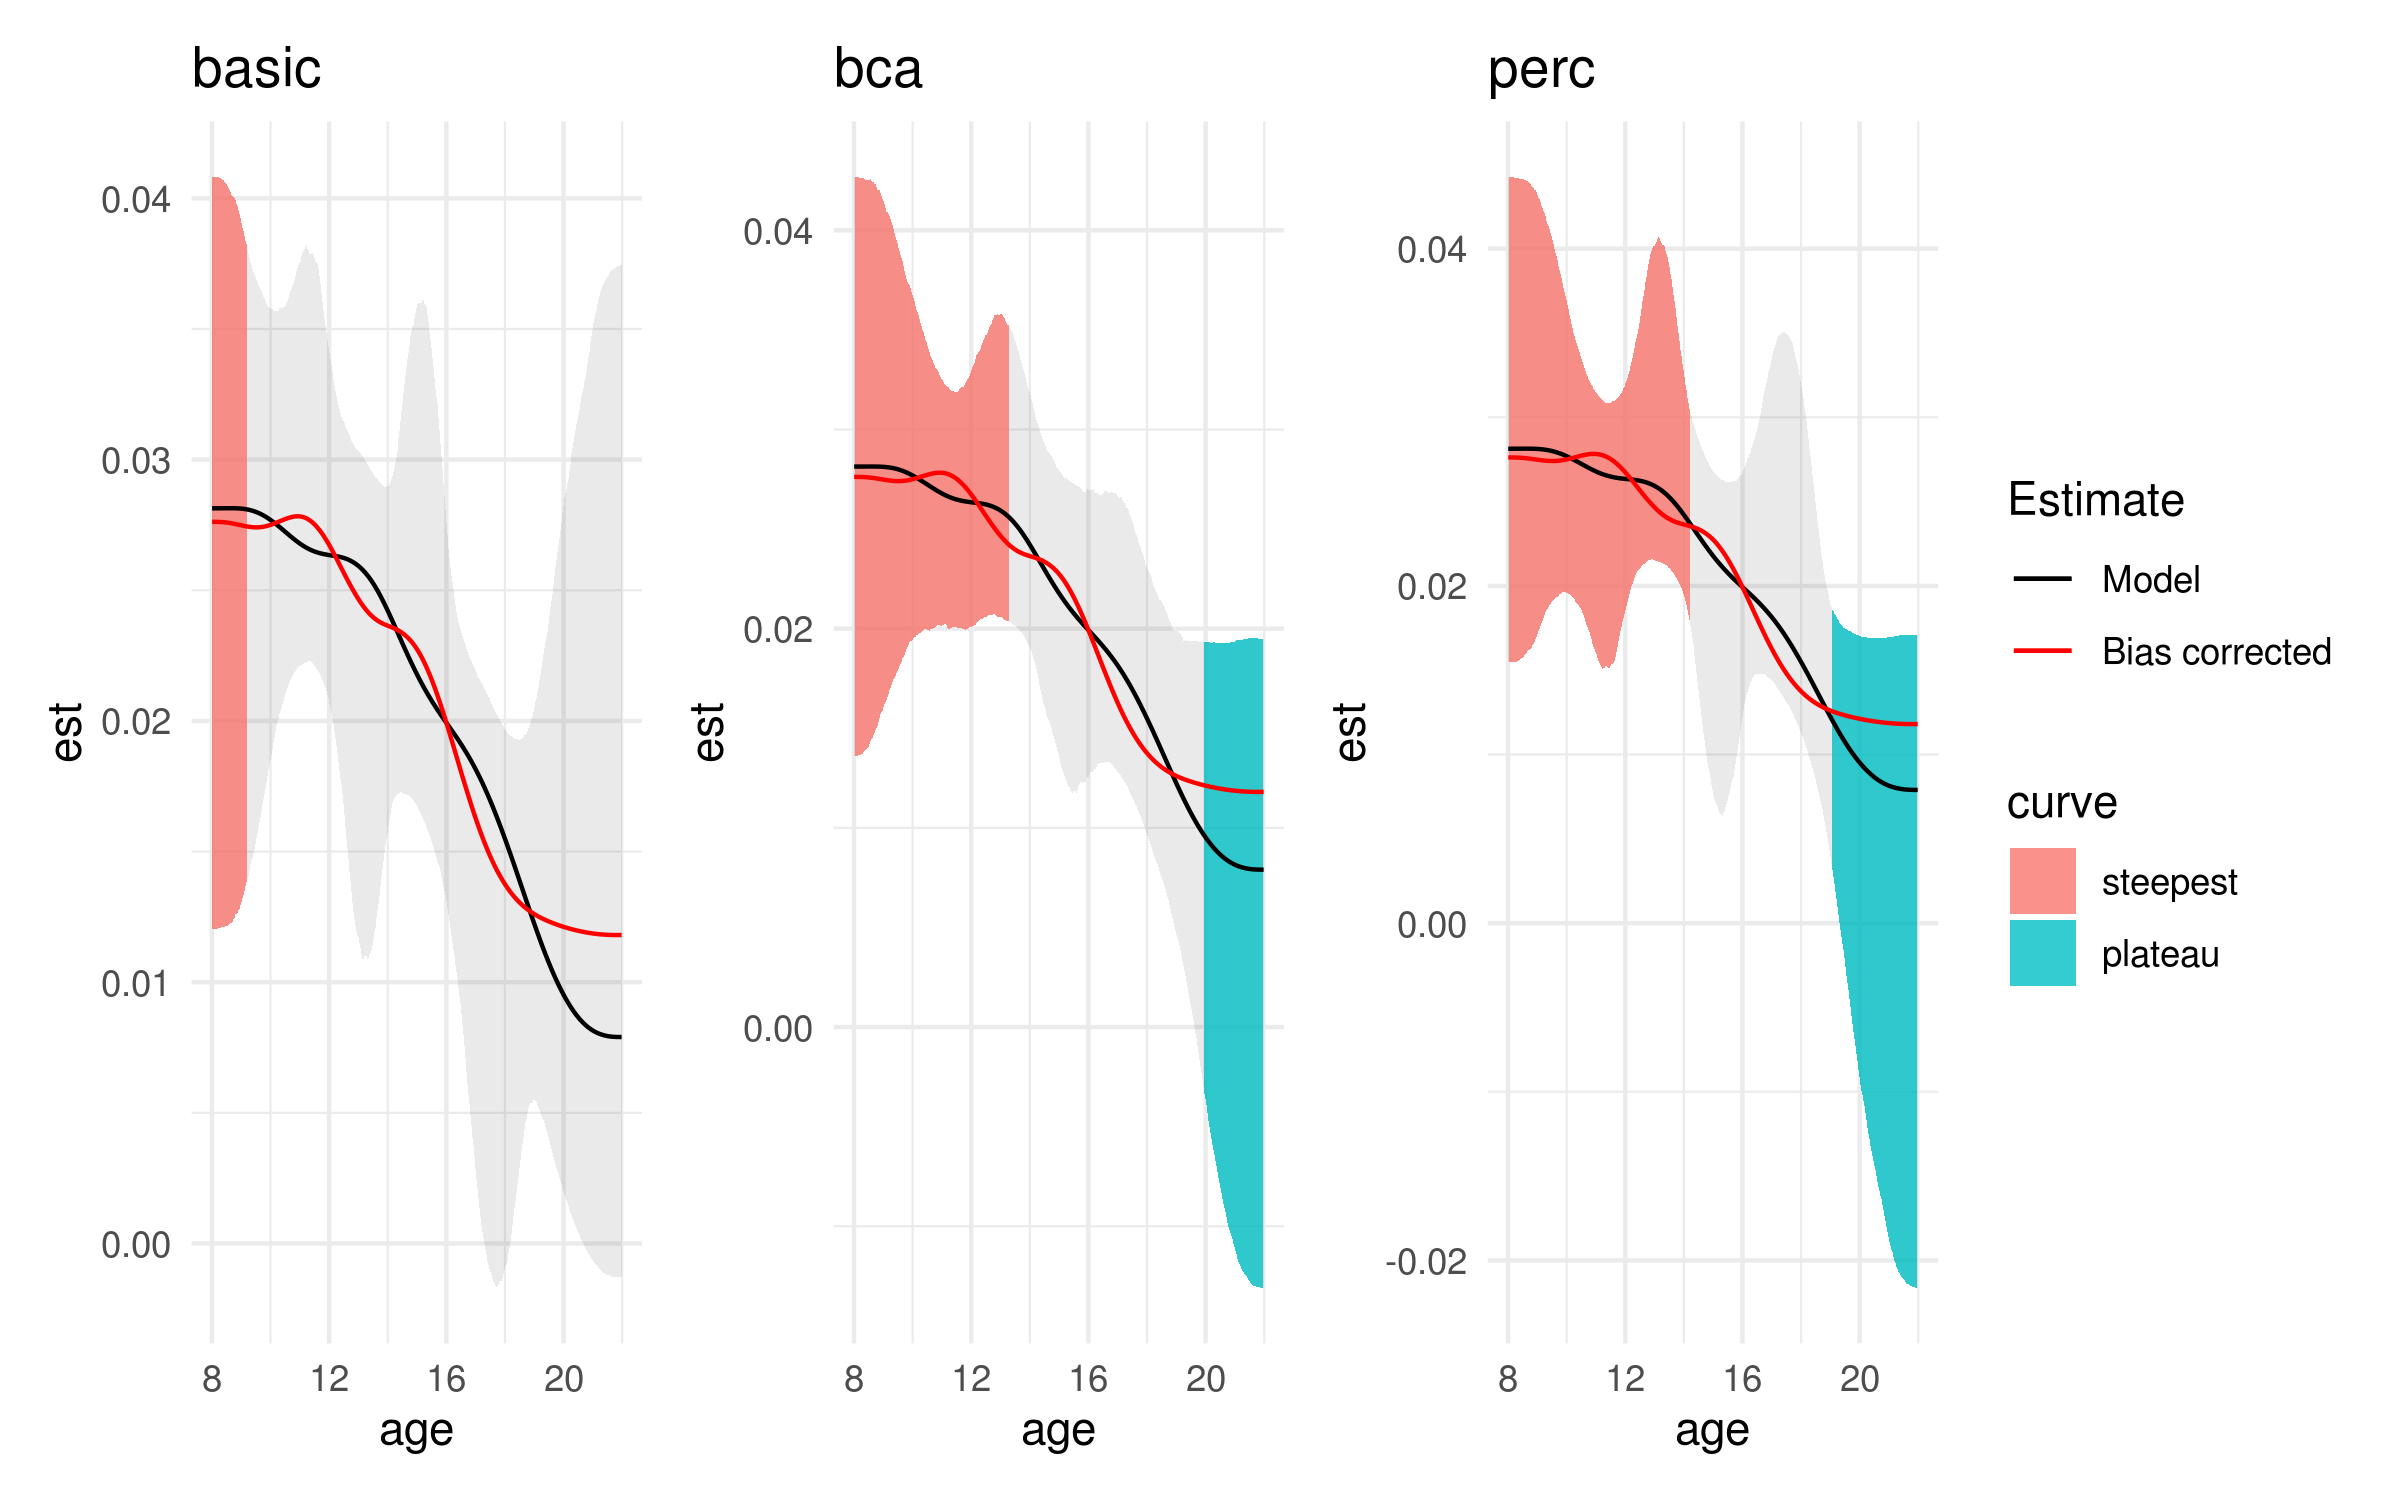 basic
bca
perc
0.04
0.03
0.02
0.01
0.00
est
8 12 16 20
age
0.04
0.02
0.00
est
8 12 16 20
age
0.04
0.02
0.00
-0.02
est
8 12 16 20
age
Estimate
Model
Bias corrected
curve
steepest
plateau